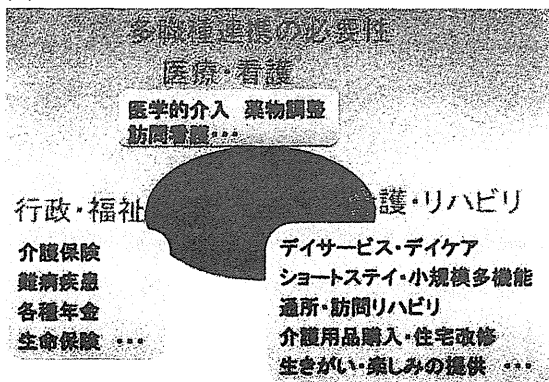 多職種連携の必要性
医療・看護
医学的介入 薬物調整
訪問看護・・・
行政・福祉
介護保険
難病疾患
各種年金
生命保険 ・・・
護・リハビリ
デイサービス・デイケア
ショートステイ・小規模多機能
通所・訪問リハビリ
介護用品購入・住宅改修
生きがい・楽しみの提供 ・・・